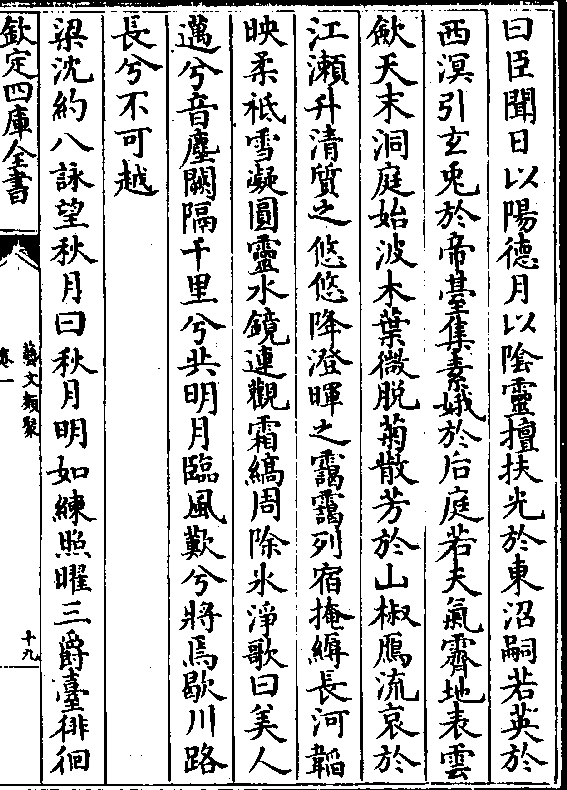 曰臣聞日以陽德月以陰靈擅扶光於東沼嗣若英於
西溟引玄兎於帝臺集素娥於后庭若夫氣霽地表雲
歛天末洞庭始波木葉微脱菊散芳於山椒鴈流哀於
江瀬升清質之悠悠降澄暉之靄靄列宿掩縟長河韜
映柔祗雪凝圓靈水鏡連觀霜縞周除氷淨歌曰美人
邁兮音塵闕隔千里兮共明月臨風歎兮將焉歇川路
長兮不可越
梁沈約八詠望秋月曰秋月明如練照曜三爵臺徘徊
欽定四庫全書
藝文類聚
卷一
十九